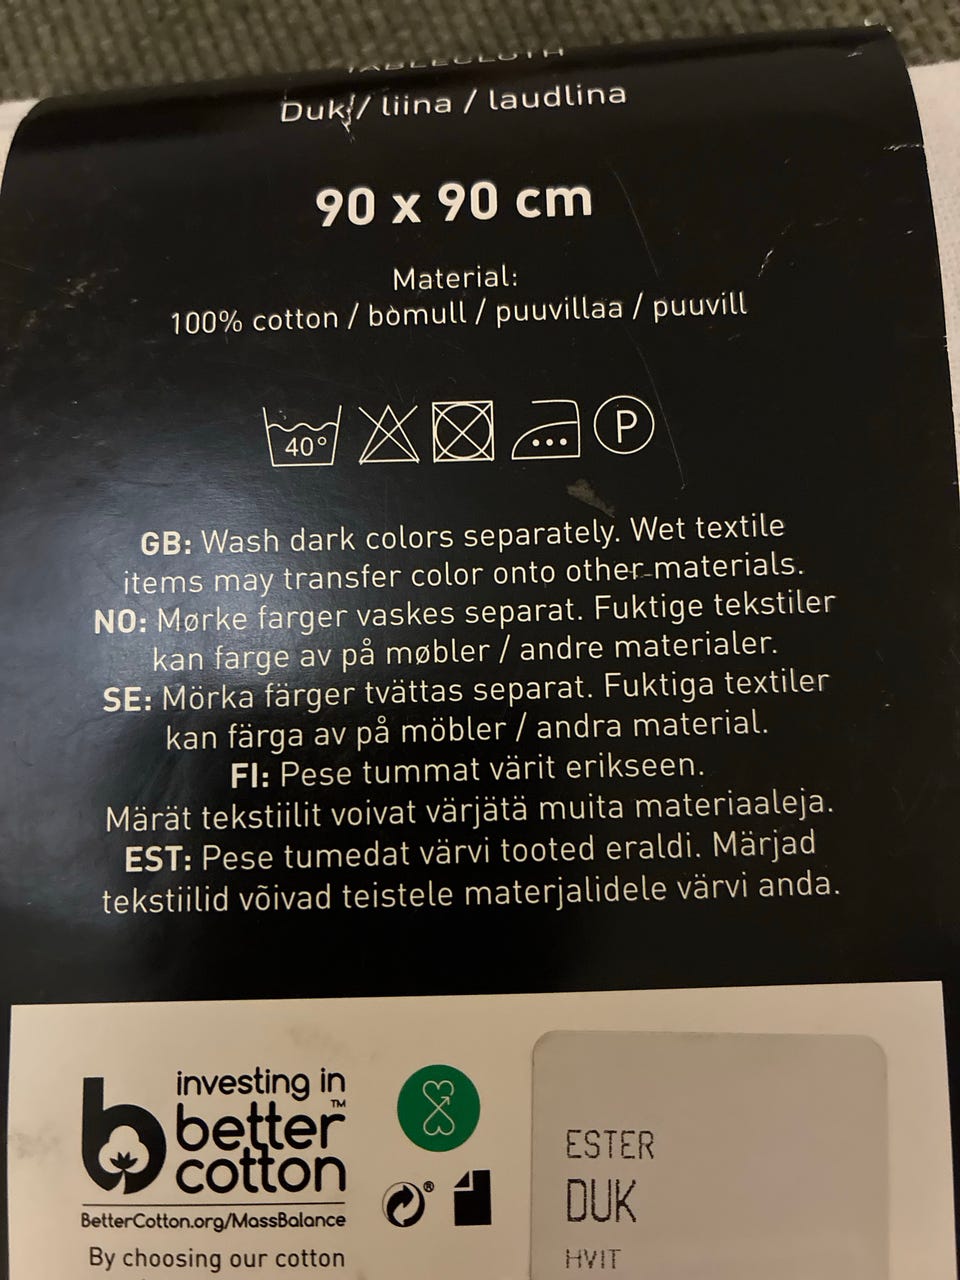 TABLECLOTH
Duk / liina / laudlina
90 x 90 cm
Material:
100% cotton / bomull / puuvillaa / puuvill
40°
P
GB: Wash dark colors separately. Wet textile
items may transfer color onto other materials.
NO: Mørke farger vaskes separat. Fuktige tekstiler
kan farge av på møbler / andre materialer.
SE: Mörka färger tvättas separat. Fuktiga textiler
kan färga av på möbler / andra material.
FI: Pese tummat värit erikseen.
Märät tekstiilit voivat värjätä muita materiaaleja.
EST: Pese tumedat värvi tooted eraldi. Märjad
tekstiilid võivad teistele materjalidele värvi anda.
investing in
better™
cotton
BetterCotton.org/MassBalance
By choosing our cotton
®
ESTER
DUK
HVIT